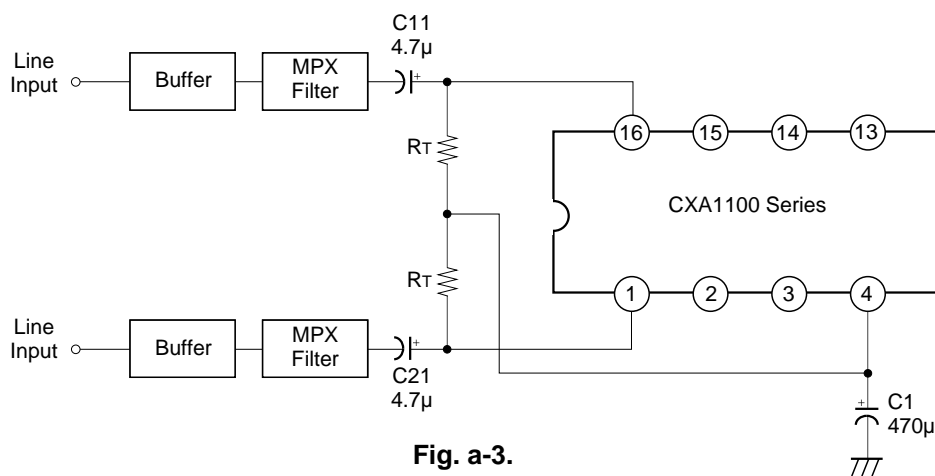 C11
4.7µ
Line
Input
Buffer
MPX
Filter
+
RT
16
15
14
13
CXA1100 Series
RT
1
2
3
4
Line
Input
Buffer
MPX
Filter
+
C21
4.7µ
+
C1
470µ
Fig. a-3.